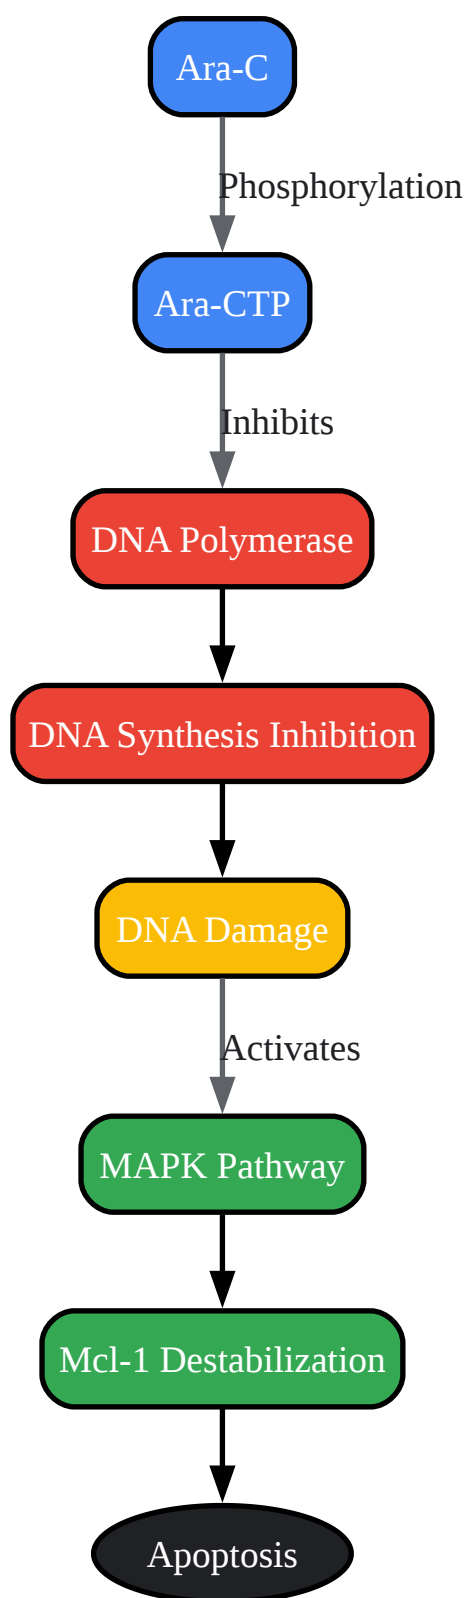 Ara-C
Phosphorylation
Ara-CTP
Inhibits
DNA Polymerase
DNA Synthesis Inhibition
DNA Damage
Activates
MAPK Pathway
Mcl-1 Destabilization
Apoptosis